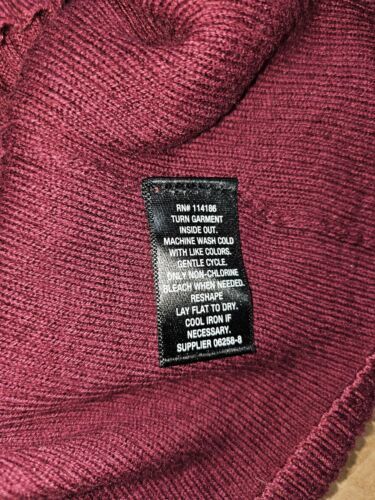 RN# 114186
TURN GARMENT
INSIDE OUT.
MACHINE WASH COLD
WITH LIKE COLORS.
GENTLE CYCLE.
ONLY NON-CHLORINE
BLEACH WHEN NEEDED.
RESHAPE
LAY FLAT TO DRY.
COOL IRON IF
NECESSARY.
SUPPLIER 06258-8